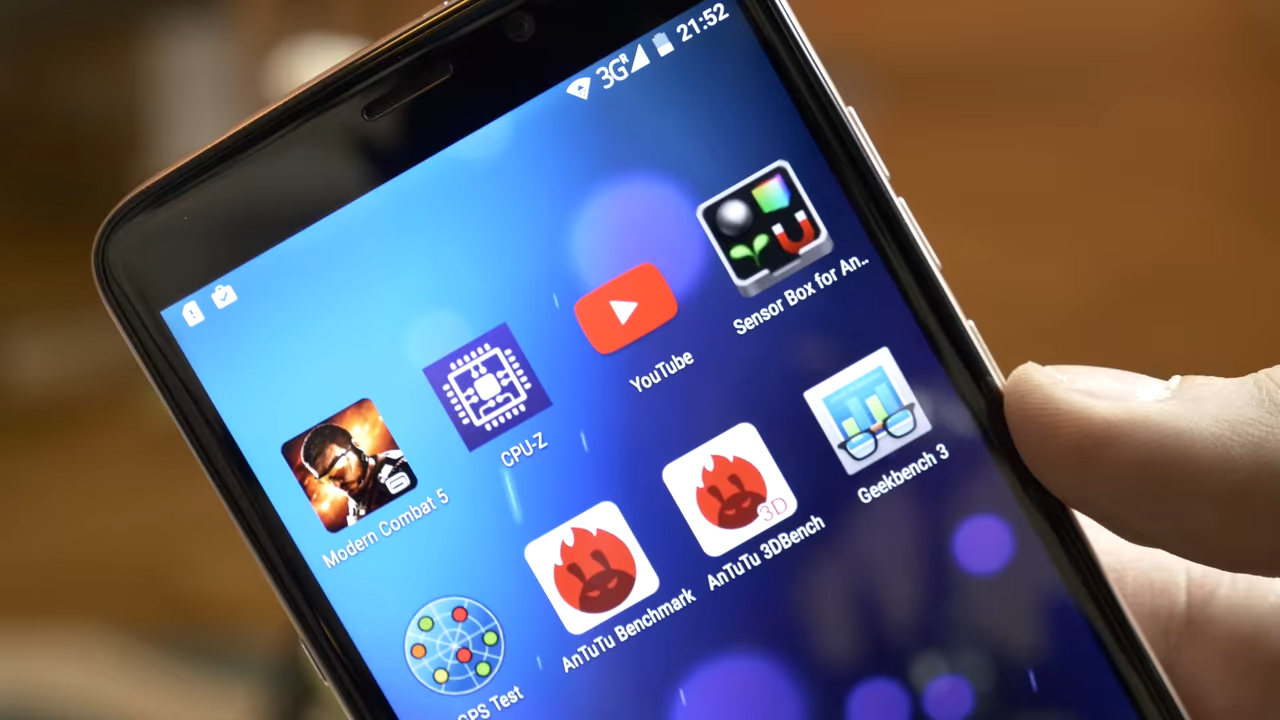 3G R 21:52
Modern Combat 5
CPU-Z
YouTube
Sensor Box for An..
GPS Test
AnTuTu Benchmark
3D
AnTuTu 3DBench
Geekbench 3